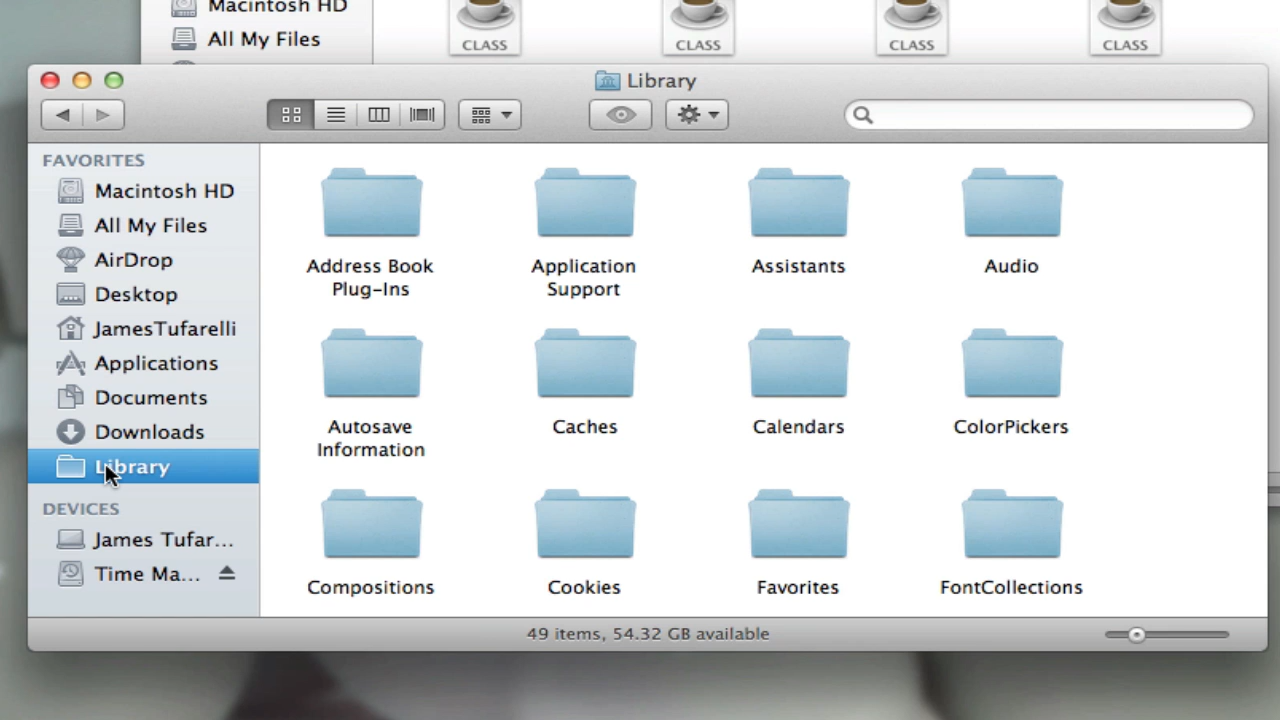 Macintosh HD
All My Files
CLASS CLASS CLASS CLASS
Library
FAVORITES
Macintosh HD
All My Files
AirDrop
Desktop
JamesTufarelli
Applications
Documents
Downloads
Library
DEVICES
James Tufar...
Time Ma...
Address Book
Plug-Ins
Application
Support
Assistants
Audio
Autosave
Information
Caches
Calendars
ColorPickers
Compositions
Cookies
Favorites
FontCollections
49 items, 54.32 GB available